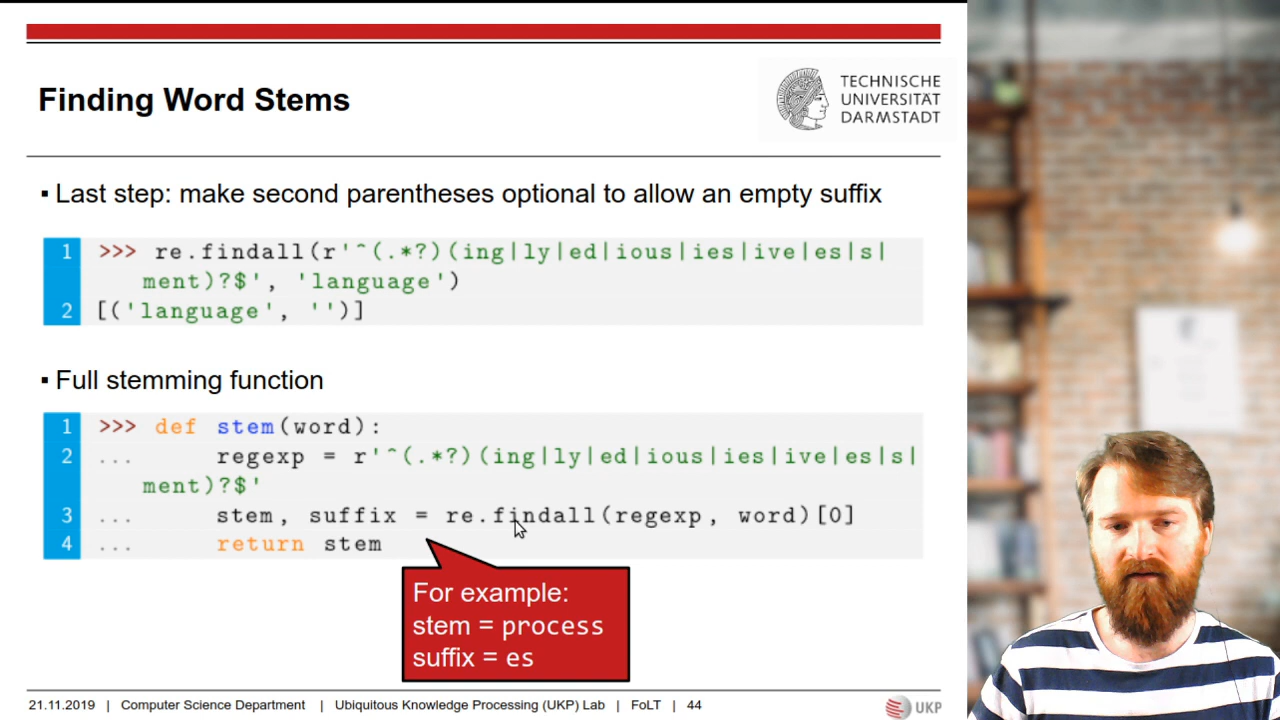 Finding Word Stems
TECHNISCHE
UNIVERSITÄT
DARMSTADT
▪ Last step: make second parentheses optional to allow an empty suffix
1 >>> re.findall(r'^(.*?)(ing|ly|ed|ious|ies|ive|es|s|
ment)?$', 'language')
2 [('language', '')]
▪ Full stemming function
1 >>> def stem(word):
2 ... regexp = r'^(.*?)(ing|ly|ed|ious|ies|ive|es|s|
ment)?$'
3 ... stem, suffix = re.findall(regexp, word)[0]
4 ... return stem
For example:
stem = process
suffix = es
21.11.2019 | Computer Science Department | Ubiquitous Knowledge Processing (UKP) Lab | FoLT | 44
UKP